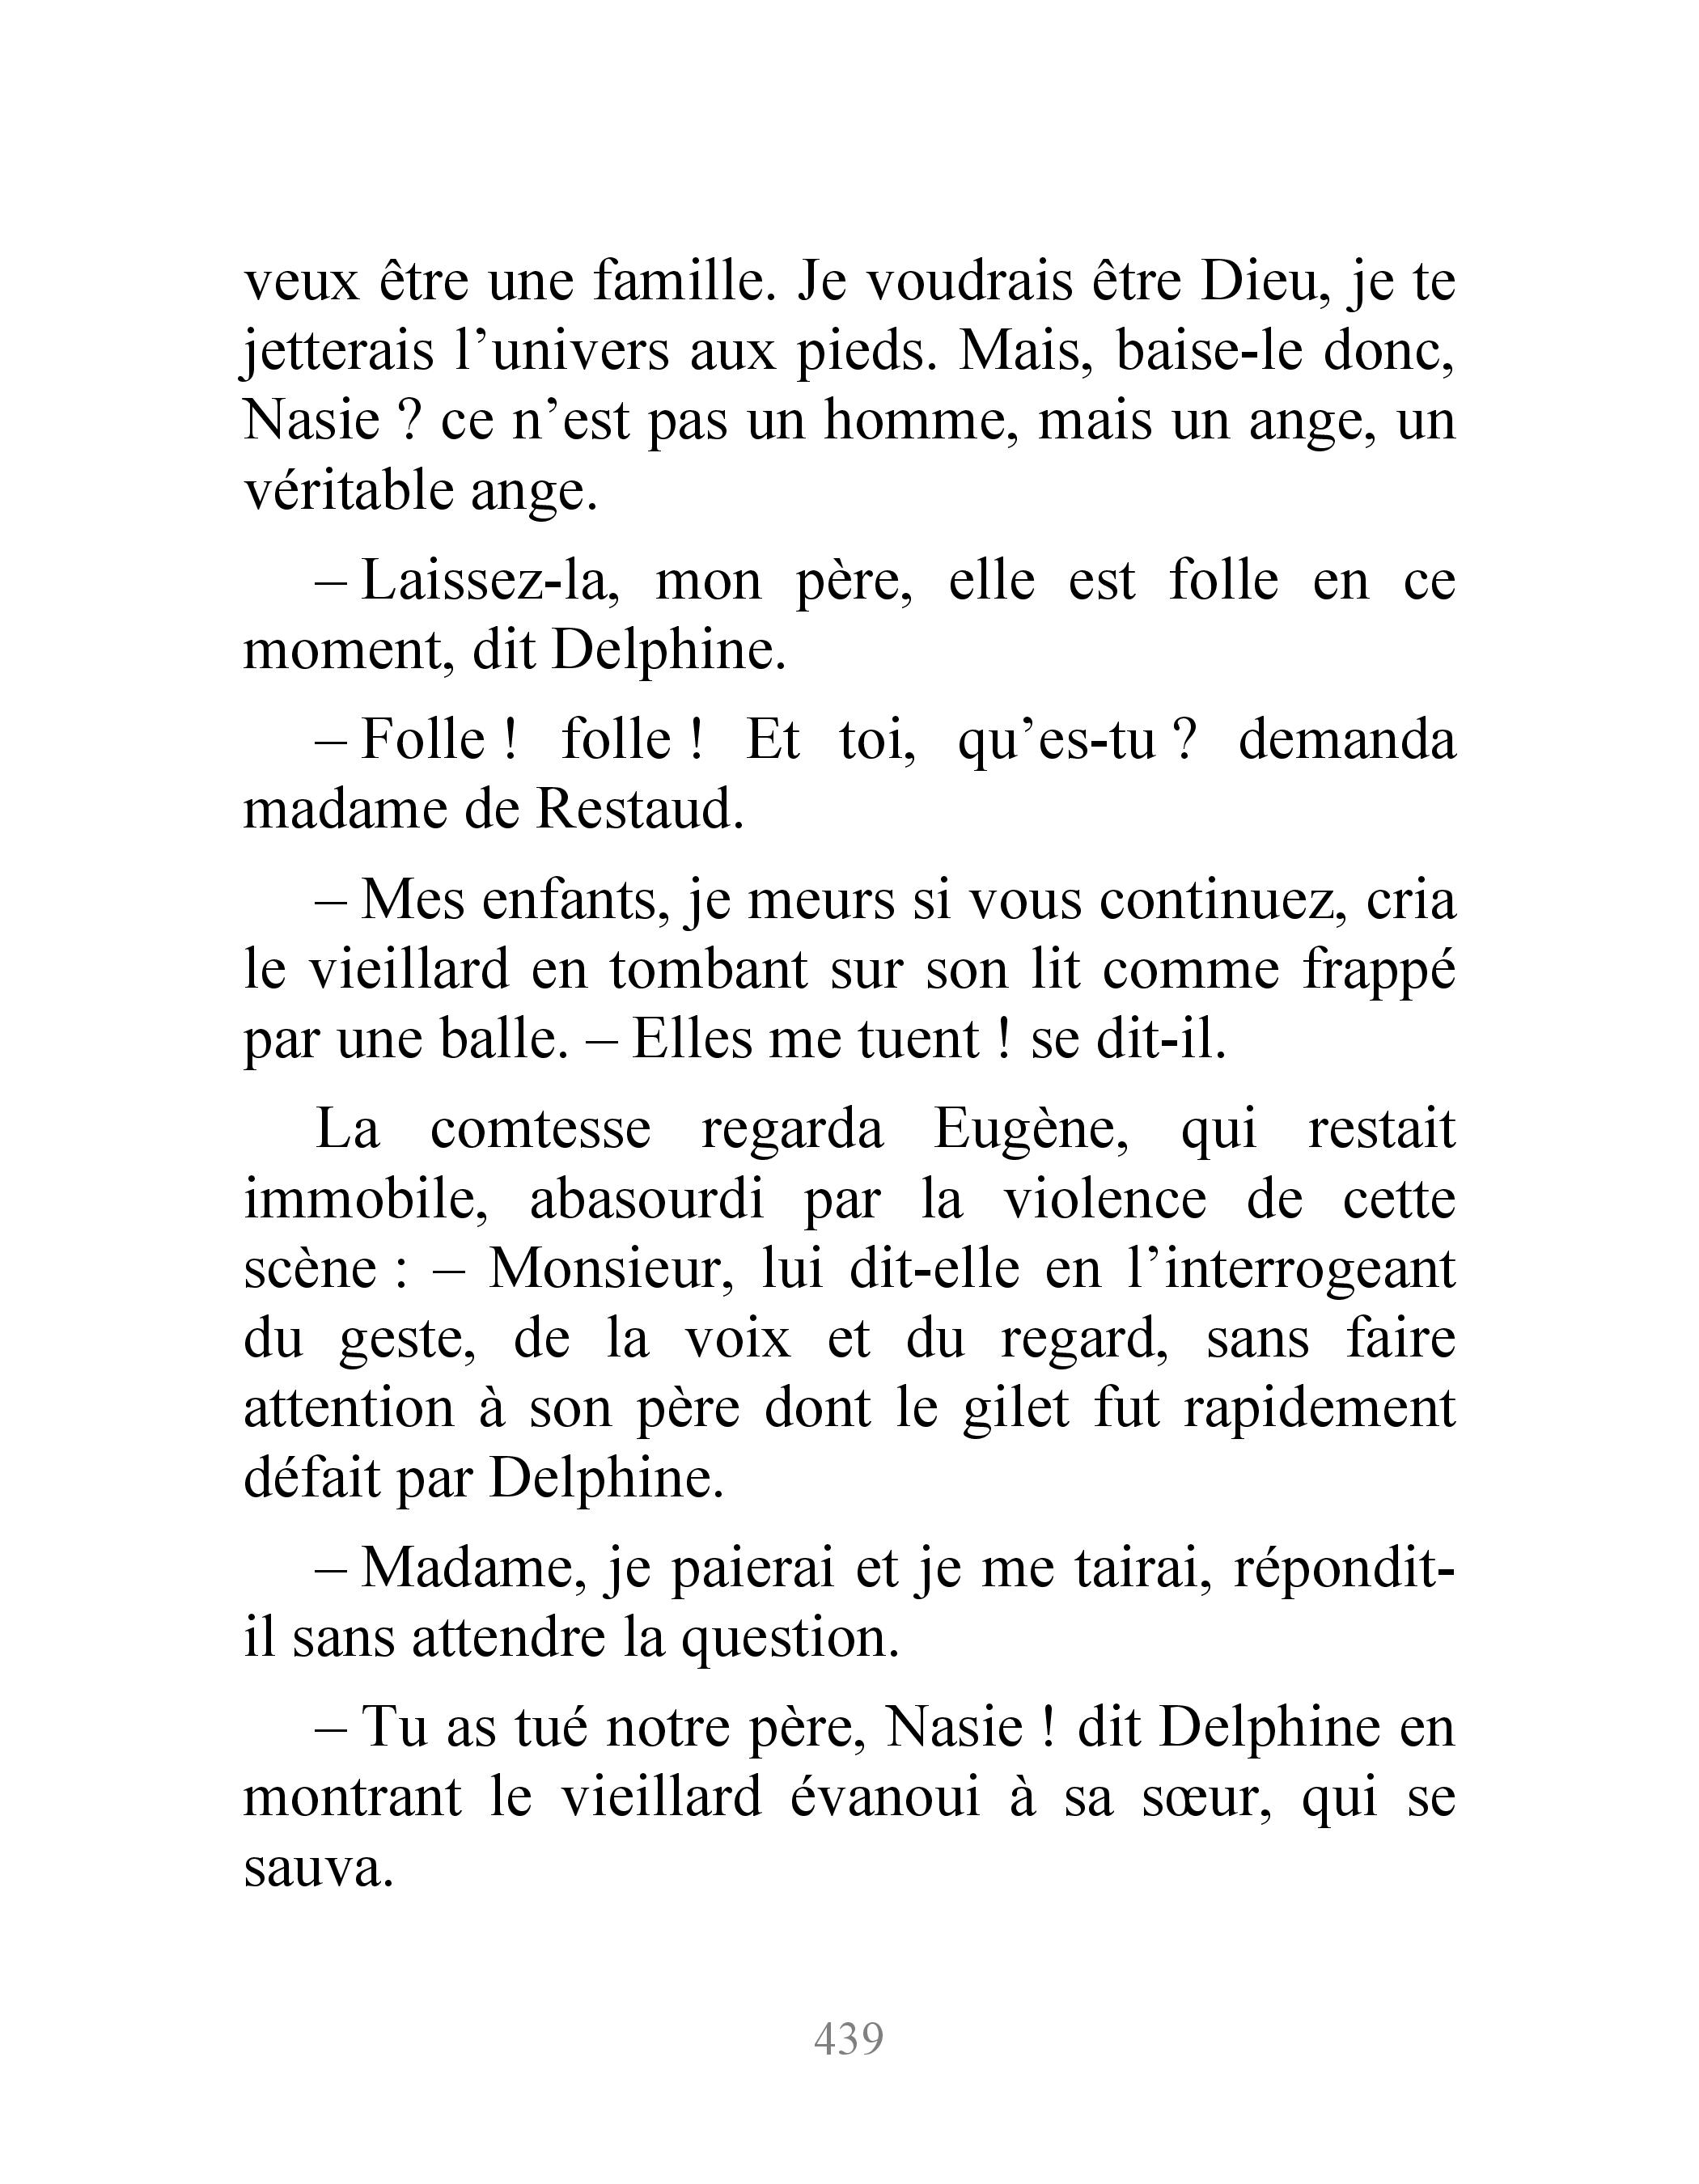 veux être une famille. Je voudrais être Dieu, je te
jetterais l’univers aux pieds. Mais, baise-le donc,
Nasie ? ce n’est pas un homme, mais un ange, un
véritable ange.
– Laissez-la, mon père, elle est folle en ce
moment, dit Delphine.
– Folle ! folle ! Et toi, qu’es-tu ? demanda
madame de Restaud.
– Mes enfants, je meurs si vous continuez, cria
le vieillard en tombant sur son lit comme frappé
par une balle. – Elles me tuent ! se dit-il.
La comtesse regarda Eugène, qui restait
immobile, abasourdi par la violence de cette
scène : – Monsieur, lui dit-elle en l’interrogeant
du geste, de la voix et du regard, sans faire
attention à son père dont le gilet fut rapidement
défait par Delphine.
– Madame, je paierai et je me tairai, répondit-
il sans attendre la question.
– Tu as tué notre père, Nasie ! dit Delphine en
montrant le vieillard évanoui à sa sœur, qui se
sauva.
439